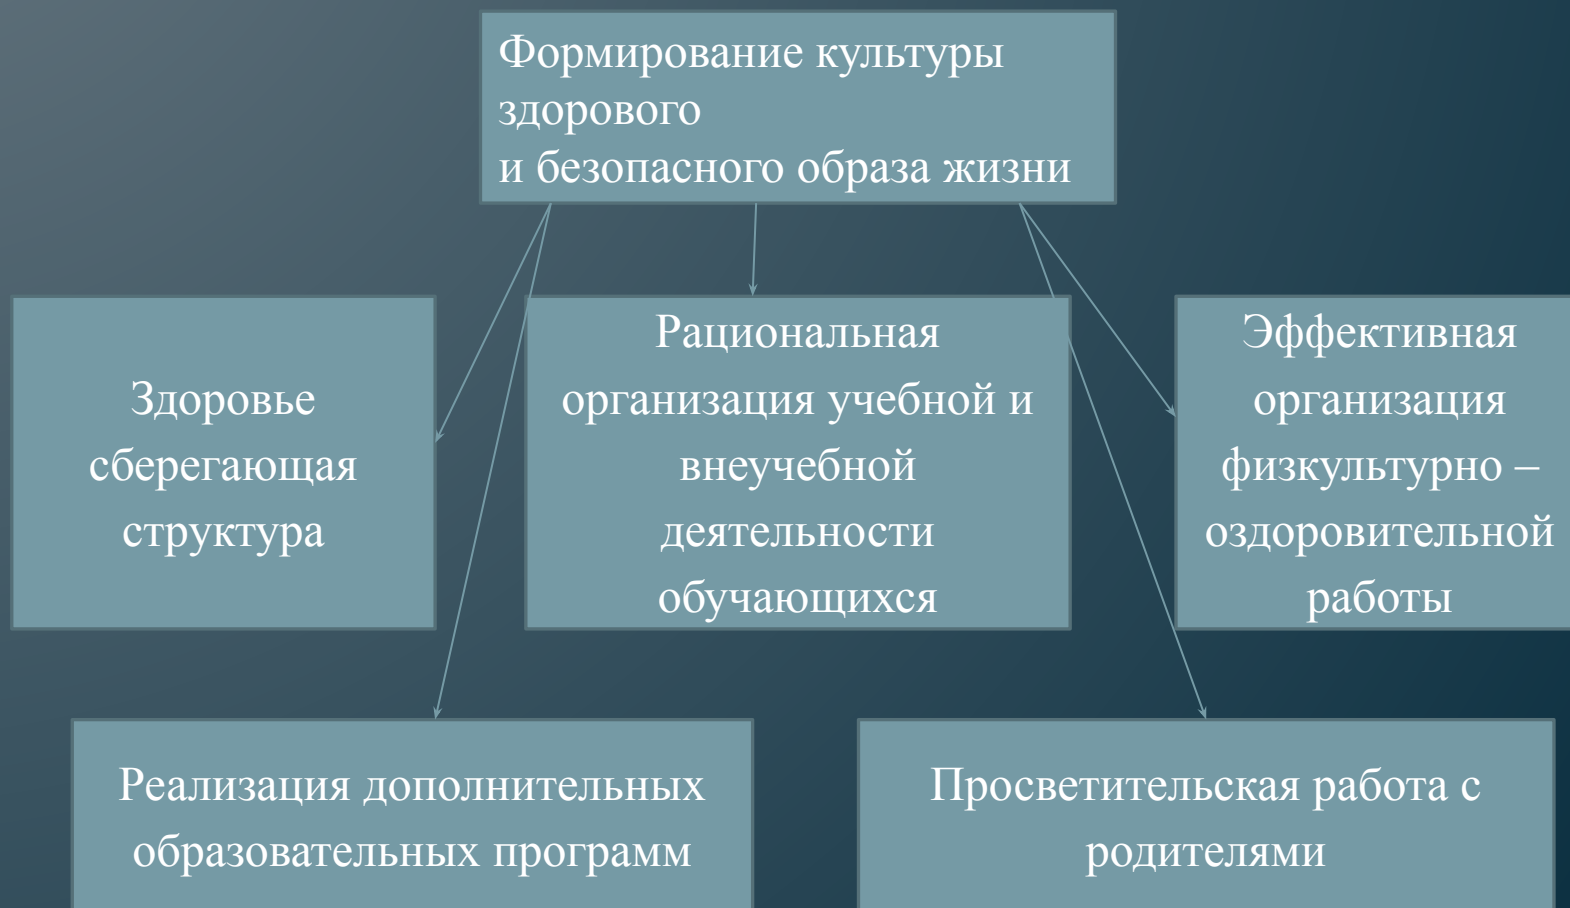 Формирование культуры
здорового
и безопасного образа жизни
Здоровье
сберегающая
структура
Рациональная
организация учебной и
внеучебной
деятельности
обучающихся
Эффективная
организация
физкультурно –
оздоровительной
работы
Реализация дополнительных
образовательных программ
Просветительская работа с
родителями